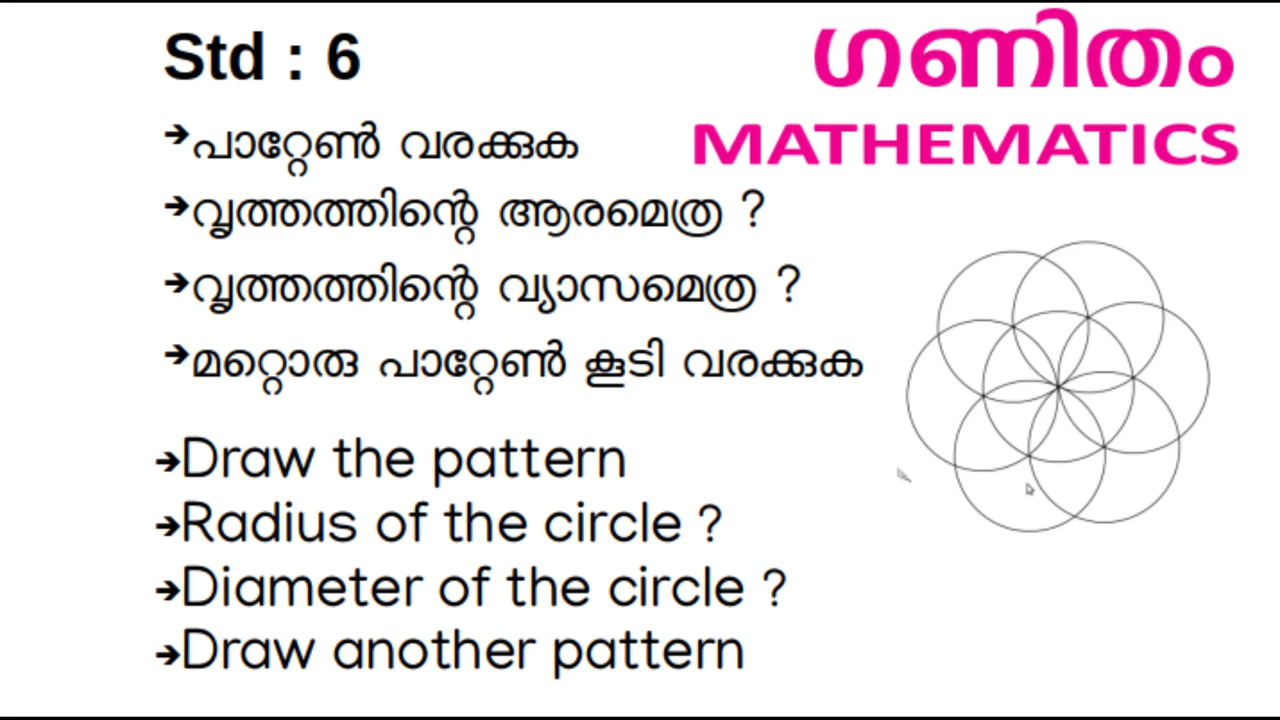 Std : 6
ഗണിതം
MATHEMATICS
➔പാറ്റേൺ വരക്കുക
➔വൃത്തത്തിന്റെ ആരമെത്ര ?
➔വൃത്തത്തിന്റെ വ്യാസമെത്ര ?
➔മറ്റൊരു പാറ്റേൺ കൂടി വരക്കുക
➔Draw the pattern
➔Radius of the circle ?
➔Diameter of the circle ?
➔Draw another pattern